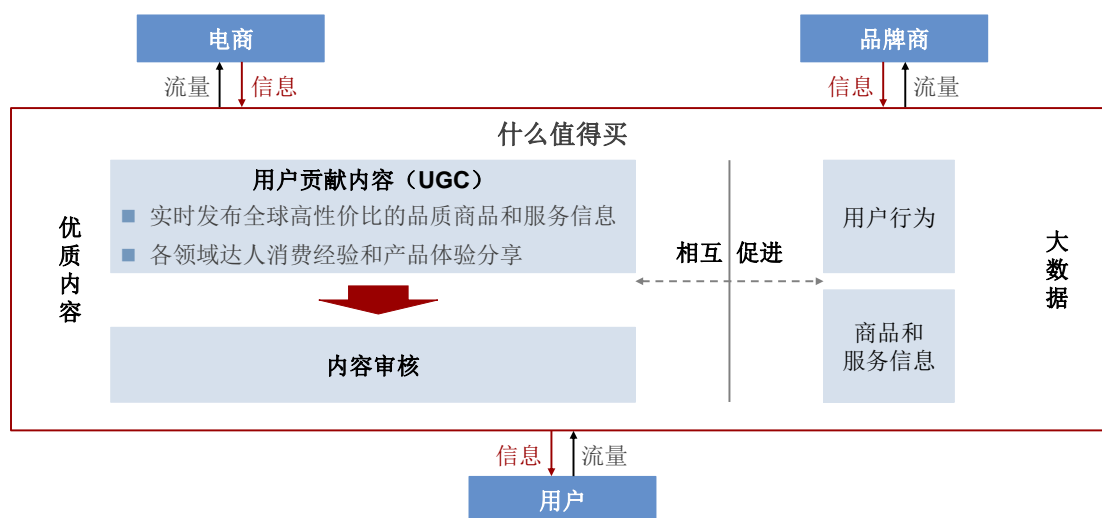 电商
品牌商
流量
信息
信息
流量
什么值得买
优质内容
用户贡献内容（UGC）
实时发布全球高性价比的品质商品和服务信息
各领域达人消费经验和产品体验分享
内容审核
相互
促进
用户行为
商品和
服务信息
大数据
信息
流量
用户